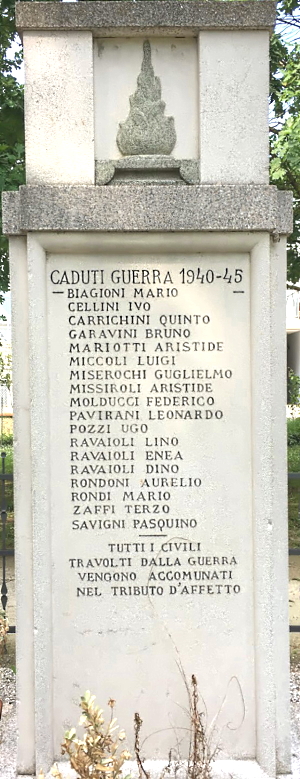 CADUTI GUERRA 1940-45
BIAGIONI MARIO
CELLINI IVO
CARRICHINI QUINTO
GARAVINI BRUNO
MARIOTTI ARISTIDE
MICCOLI LUIGI
MISEROCHI GUGLIELMO
MISSIROLI ARISTIDE
MOLDUCCI FEDERICO
PAVIRANI LEONARDO
POZZI UGO
RAVAIOLI LINO
RAVAIOLI ENEA
RAVAIOLI DINO
RONDONI AURELIO
RONDI MARIO
ZAFFI TERZO
SAVIGNI PASQUINO
TUTTI I CIVILI
TRAVOLTI DALLA GUERRA
VENGONO ACCOMUNATI
NEL TRIBUTO D'AFFETTO